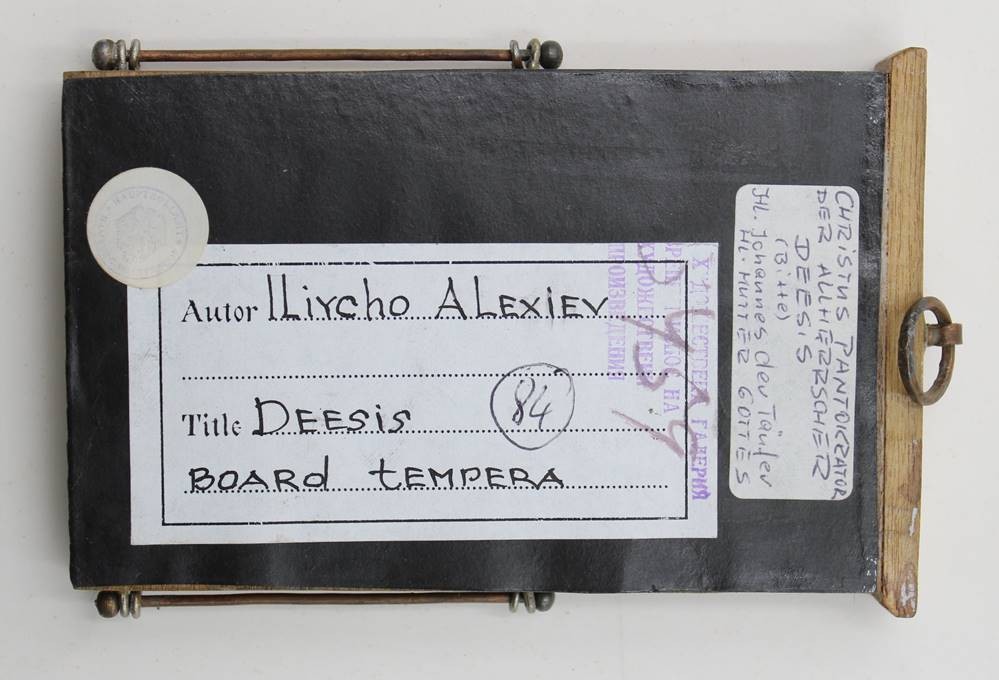 Autor ILiycho ALexiev
Title DEESiS
BOARd tEMPERA
84
ГАЛЕРИЯ
CHRISTUS PANTOKRATOR
DER ALLHERRSCHER
DEESIS
(Bitte)
Hl. Johannes der Täufer
Hl. MUTTER GOTTES